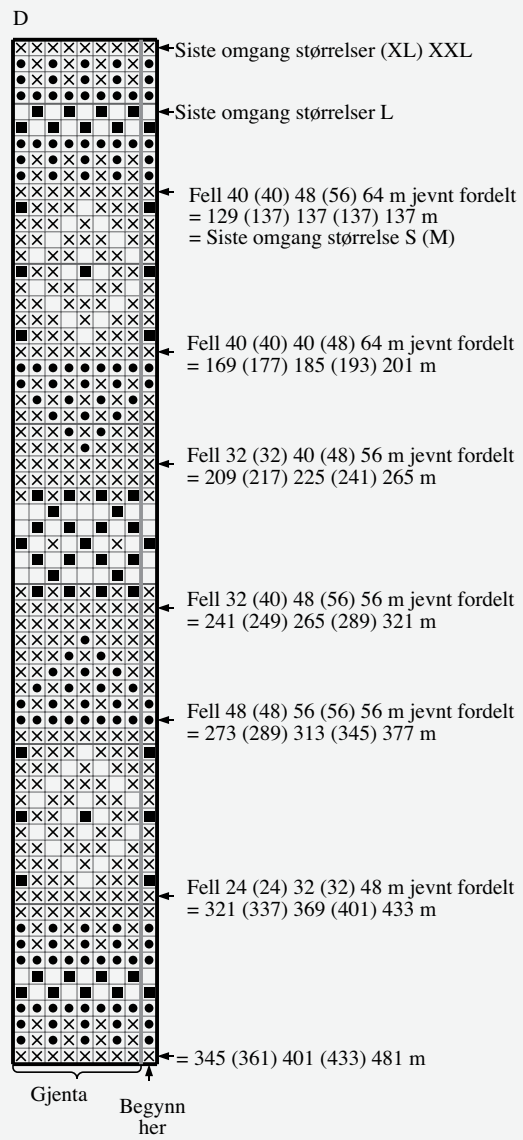 D
Siste omgang størrelser (XL) XXL
Siste omgang størrelser L
Fell 40 (40) 48 (56) 64 m jevnt fordelt
= 129 (137) 137 (137) 137 m
= Siste omgang størrelse S (M)
Fell 40 (40) 40 (48) 64 m jevnt fordelt
= 169 (177) 185 (193) 201 m
Fell 32 (32) 40 (48) 56 m jevnt fordelt
= 209 (217) 225 (241) 265 m
Fell 32 (40) 48 (56) 56 m jevnt fordelt
= 241 (249) 265 (289) 321 m
Fell 48 (48) 56 (56) 56 m jevnt fordelt
= 273 (289) 313 (345) 377 m
Fell 24 (24) 32 (32) 48 m jevnt fordelt
= 321 (337) 369 (401) 433 m
= 345 (361) 401 (433) 481 m
Gjenta
Begynn
her